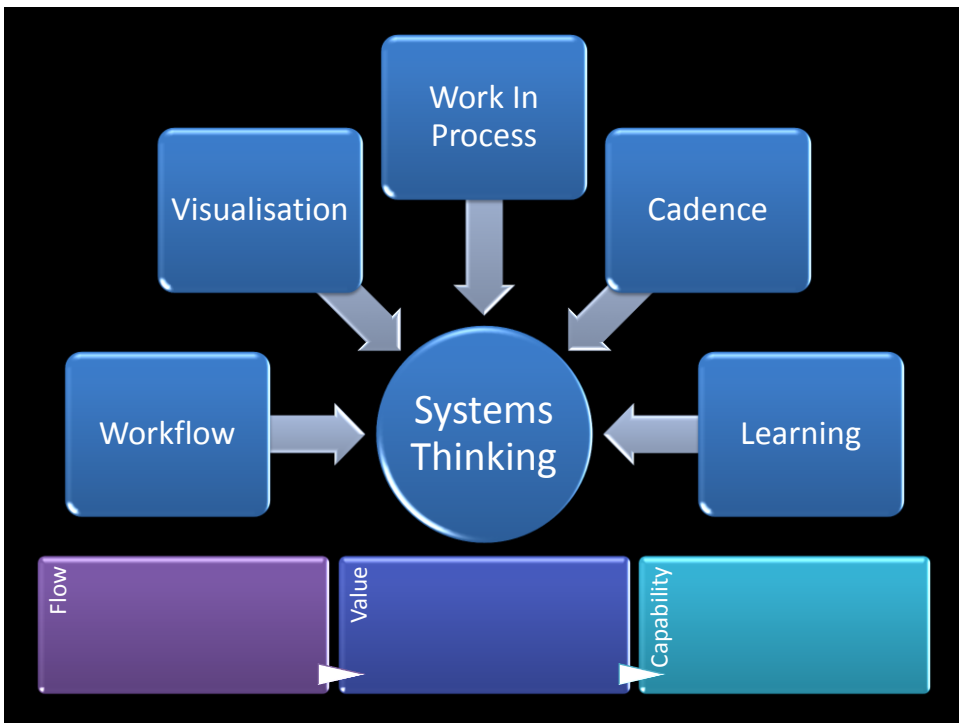 Work In
Process
Visualisation
Cadence
Workflow
Systems
Thinking
Learning
Flow
Value
Capability